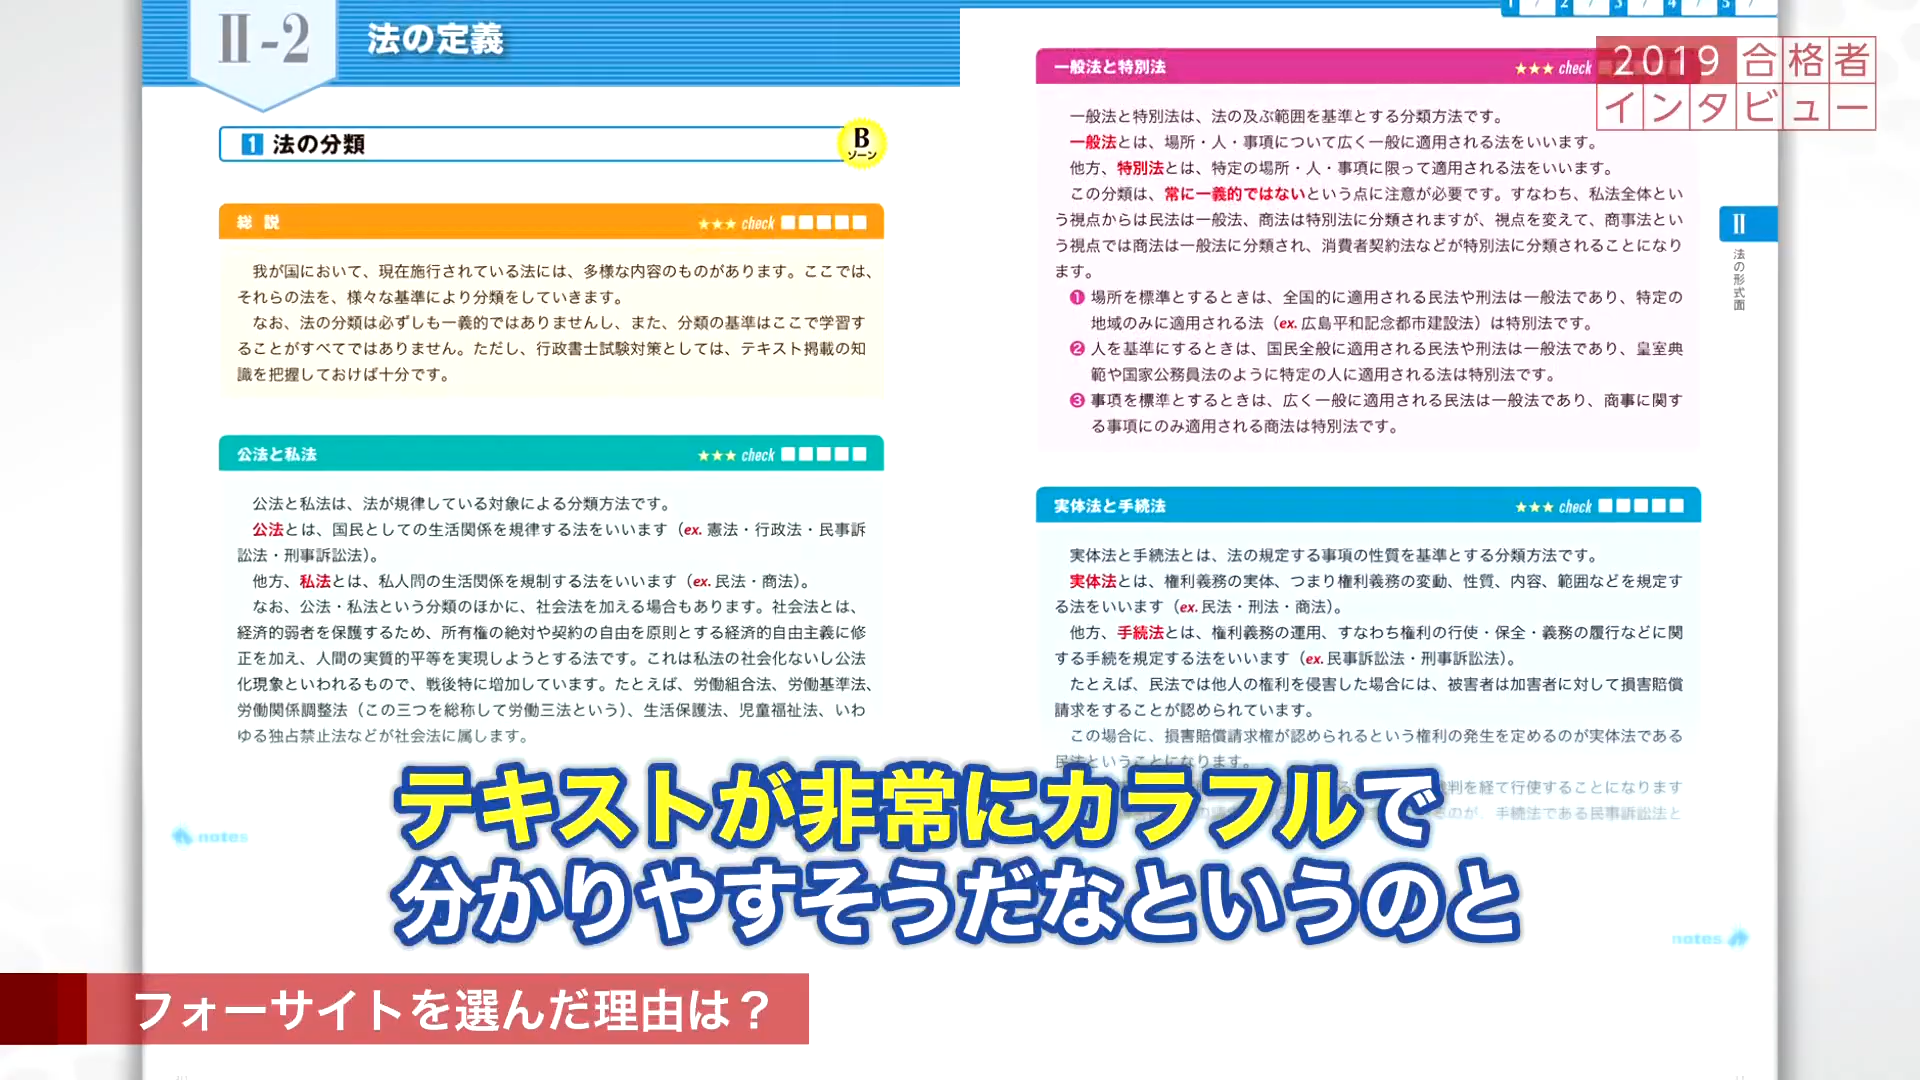 II-2 法の定義
1 法の分類
Bゾーン
総説 ★★★ check
我が国において、現在施行されている法には、多様な内容のものがあります。ここでは、
それらの法を、様々な基準により分類をしていきます。
なお、法の分類は必ずしも一義的ではありませんし、また、分類の基準はここで学習す
ることがすべてではありません。ただし、行政書士試験対策としては、テキスト掲載の知
識を把握しておけば十分です。
公法と私法 ★★★ check
公法と私法は、法が規律している対象による分類方法です。
公法とは、国民としての生活関係を規律する法をいいます（ex. 憲法・行政法・民事訴
訟法・刑事訴訟法）。
他方、私法とは、私人間の生活関係を規制する法をいいます（ex. 民法・商法）。
なお、公法・私法という分類のほかに、社会法を加える場合もあります。社会法とは、
経済的弱者を保護するため、所有権の絶対や契約の自由を原則とする経済的自由主義に修
正を加え、人間の実質的平等を実現しようとする法です。これは私法の社会化ないし公法
化現象といわれるもので、戦後特に増加しています。たとえば、労働組合法、労働基準法、
労働関係調整法（この三つを総称して労働三法という）、生活保護法、児童福祉法、いわ
ゆる独占禁止法などが社会法に属します。
notes
1 / 2 / 3 / 4 / 5 /
一般法と特別法 ★★★ check
一般法と特別法は、法の及ぶ範囲を基準とする分類方法です。
一般法とは、場所・人・事項について広く一般に適用される法をいいます。
他方、特別法とは、特定の場所・人・事項に限って適用される法をいいます。
この分類は、常に一義的ではないという点に注意が必要です。すなわち、私法全体とい
う視点からは民法は一般法、商法は特別法に分類されますが、視点を変えて、商事法とい
う視点では商法は一般法に分類され、消費者契約法などが特別法に分類されることになり
ます。
❶ 場所を標準とするときは、全国的に適用される民法や刑法は一般法であり、特定の
地域のみに適用される法（ex. 広島平和記念都市建設法）は特別法です。
❷ 人を基準にするときは、国民全般に適用される民法や刑法は一般法であり、皇室典
範や国家公務員法のように特定の人に適用される法は特別法です。
❸ 事項を標準とするときは、広く一般に適用される民法は一般法であり、商事に関す
る事項にのみ適用される商法は特別法です。
実体法と手続法 ★★★ check
実体法と手続法とは、法の規定する事項の性質を基準とする分類方法です。
実体法とは、権利義務の実体、つまり権利義務の変動、性質、内容、範囲などを規定す
る法をいいます（ex. 民法・刑法・商法）。
他方、手続法とは、権利義務の運用、すなわち権利の行使・保全・義務の履行などに関
する手続を規定する法をいいます（ex. 民事訴訟法・刑事訴訟法）。
たとえば、民法では他人の権利を侵害した場合には、被害者は加害者に対して損害賠償
請求をすることが認められています。
この場合に、損害賠償請求権が認められるという権利の発生を定めるのが実体法である
民法ということになります。
判を経て行使することになります
のが、手続法である民事訴訟法と
notes
II
法の形式面
2019 合格者
インタビュー
テキストが非常にカラフルで
分かりやすそうだなというのと
フォーサイトを選んだ理由は？